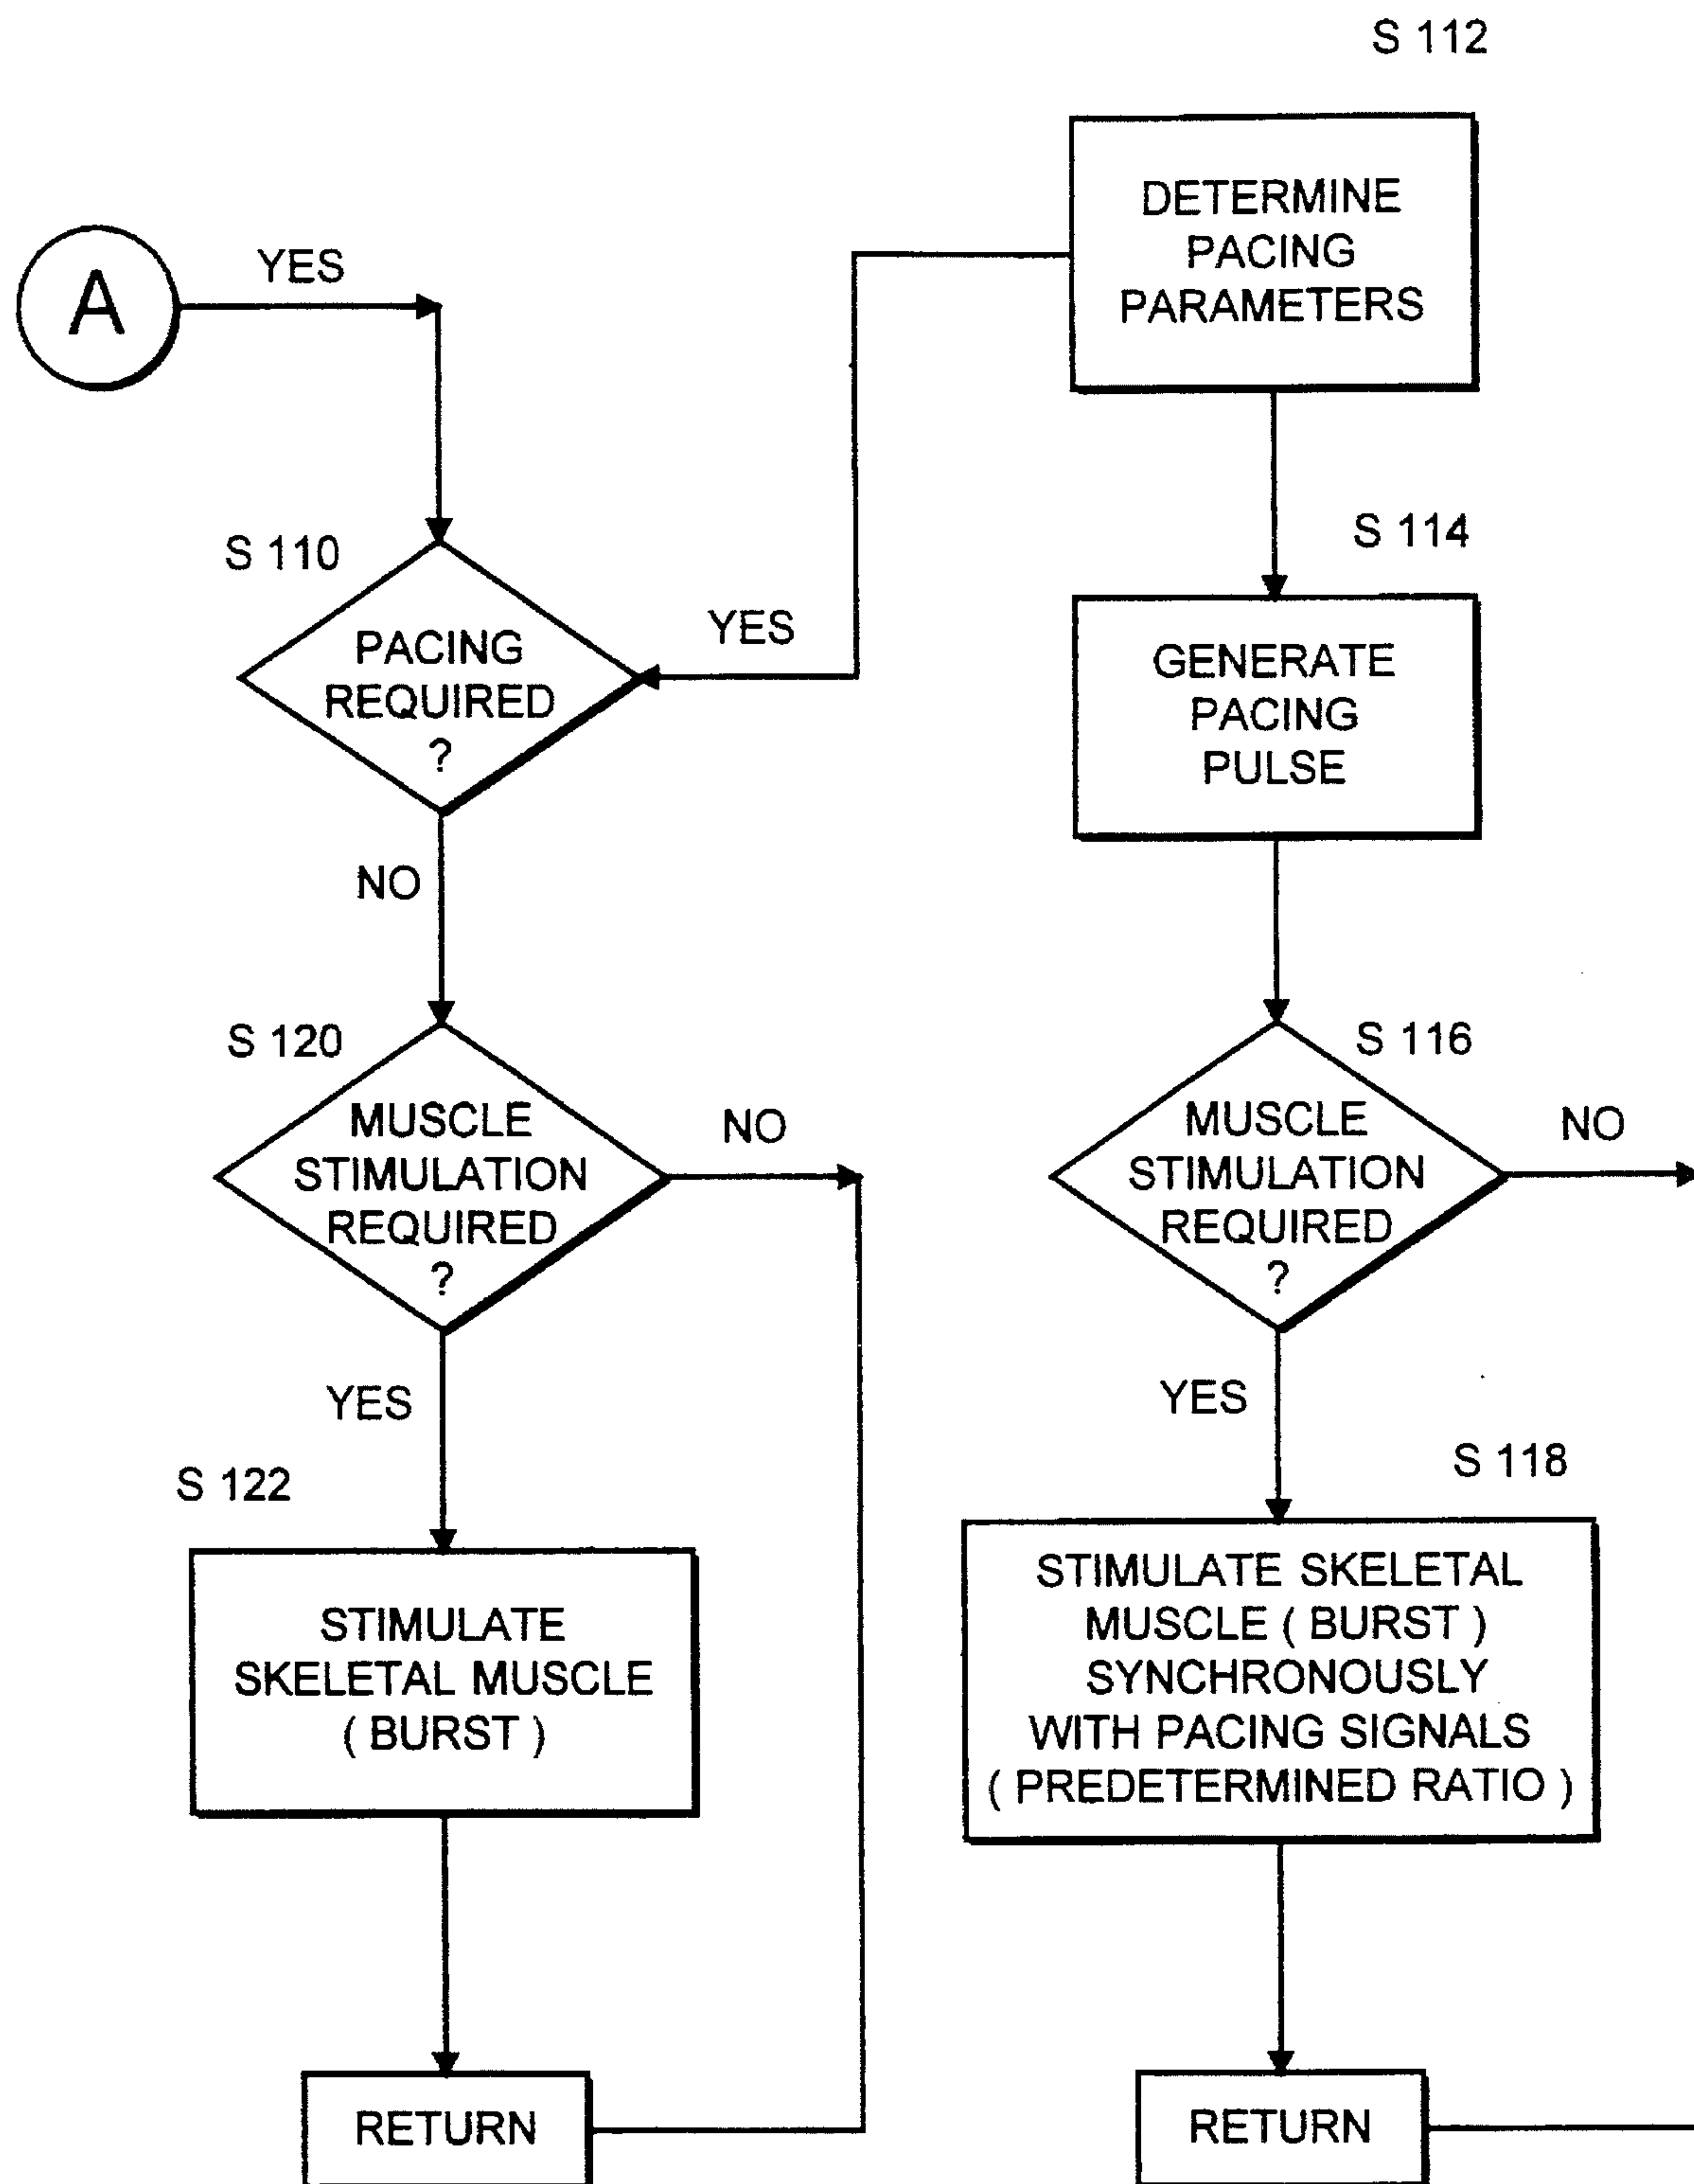 S 112
DETERMINE
PACING
PARAMETERS
A
YES
S 110
PACING
REQUIRED
?
YES
S 114
GENERATE
PACING
PULSE
NO
S 120
MUSCLE
STIMULATION
REQUIRED
?
NO
S 116
MUSCLE
STIMULATION
REQUIRED
?
NO
YES
YES
S 122
STIMULATE
SKELETAL MUSCLE
( BURST )
S 118
STIMULATE SKELETAL
MUSCLE ( BURST )
SYNCHRONOUSLY
WITH PACING SIGNALS
( PREDETERMINED RATIO )
RETURN
RETURN